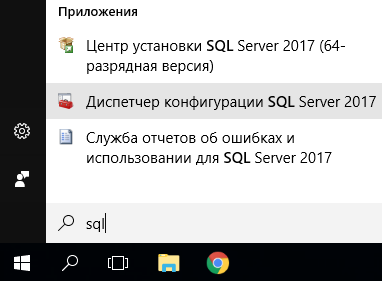 Приложения
Центр установки SQL Server 2017 (64-
разрядная версия)
Диспетчер конфигурации SQL Server 2017
Служба отчетов об ошибках и
использовании для SQL Server 2017
sql